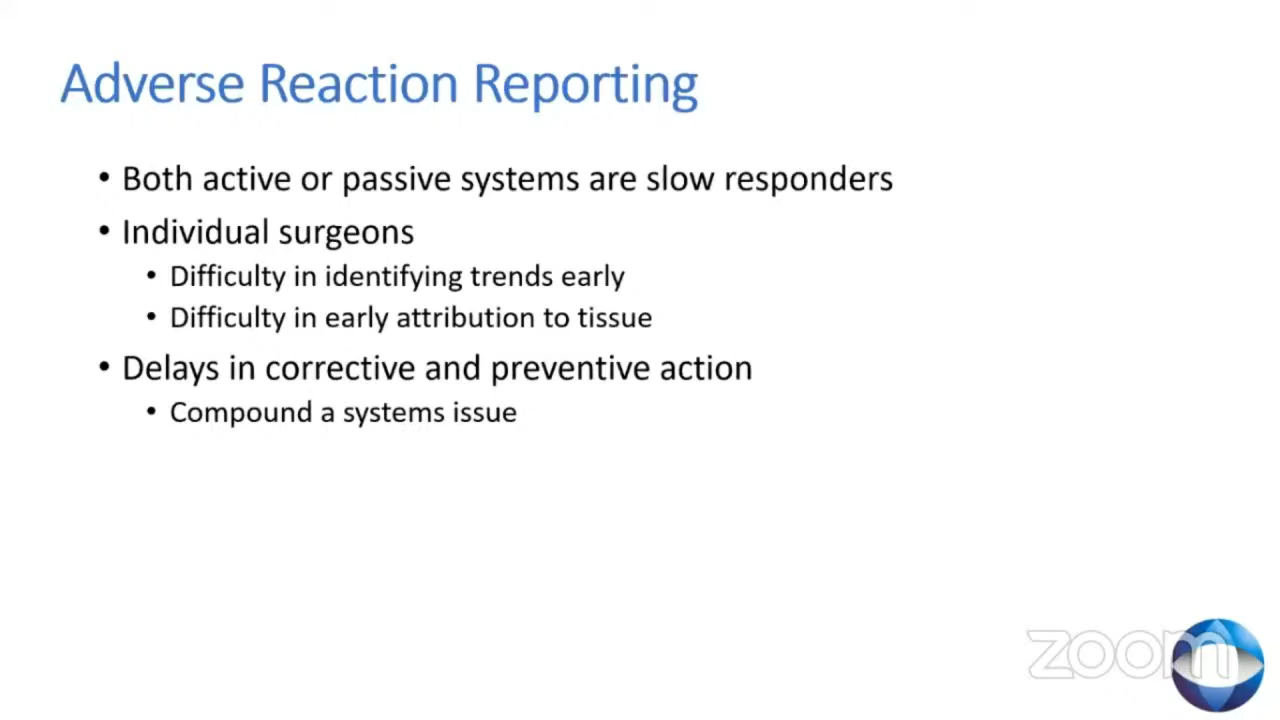 Adverse Reaction Reporting
• Both active or passive systems are slow responders
• Individual surgeons
• Difficulty in identifying trends early
• Difficulty in early attribution to tissue
• Delays in corrective and preventive action
• Compound a systems issue
zoom